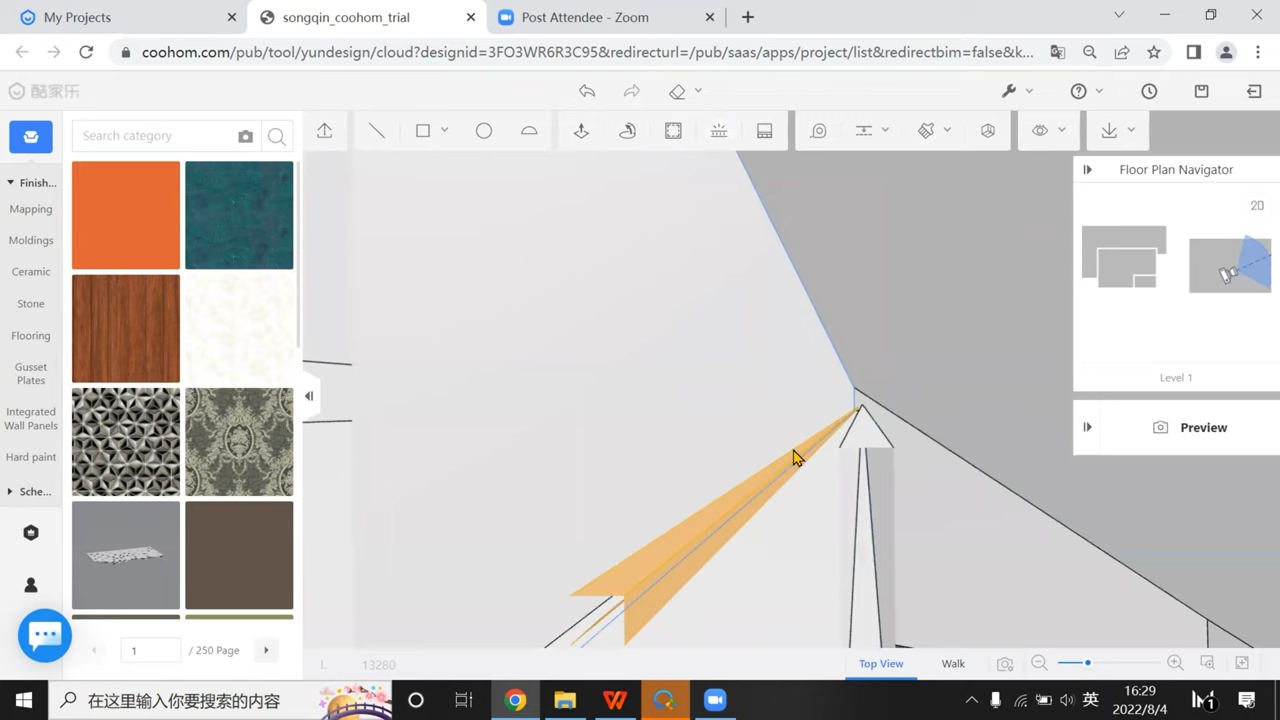 My Projects
songqin_coohom_trial
Post Attendee - Zoom
coohom.com/pub/tool/yundesign/cloud?designid=3FO3WR6R3C95&redirecturl=/pub/saas/apps/project/list&redirectbim=false&k...
酷家乐
Search category
Finish...
Mapping
Moldings
Ceramic
Stone
Flooring
Gusset
Plates
Integrated
Wall Panels
Hard paint
Sche...
1
/ 250 Page
Floor Plan Navigator
2D
Level 1
Preview
L
13280
Top View
Walk
在这里输入你要搜索的内容
英
16:29
2022/8/4
1